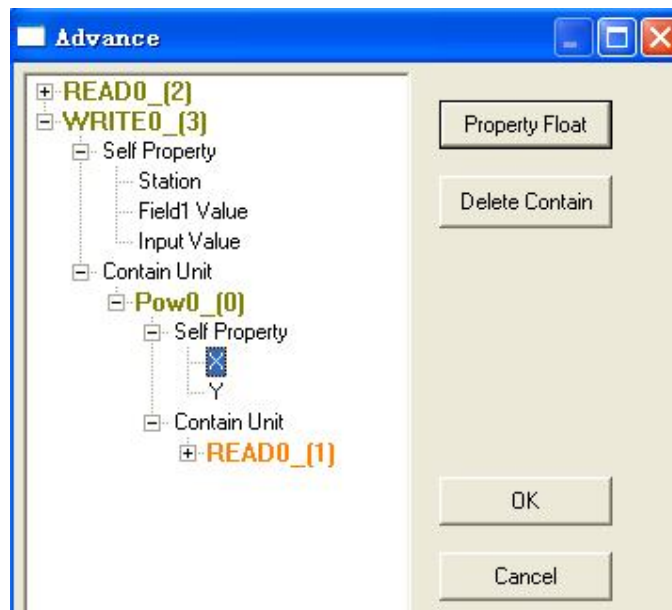 Advance
READ0_(2)
WRITE0_(3)
Self Property
Station
Field1 Value
Input Value
Contain Unit
Pow0_(0)
Self Property
X
Y
Contain Unit
READ0_(1)
Property Float
Delete Contain
OK
Cancel